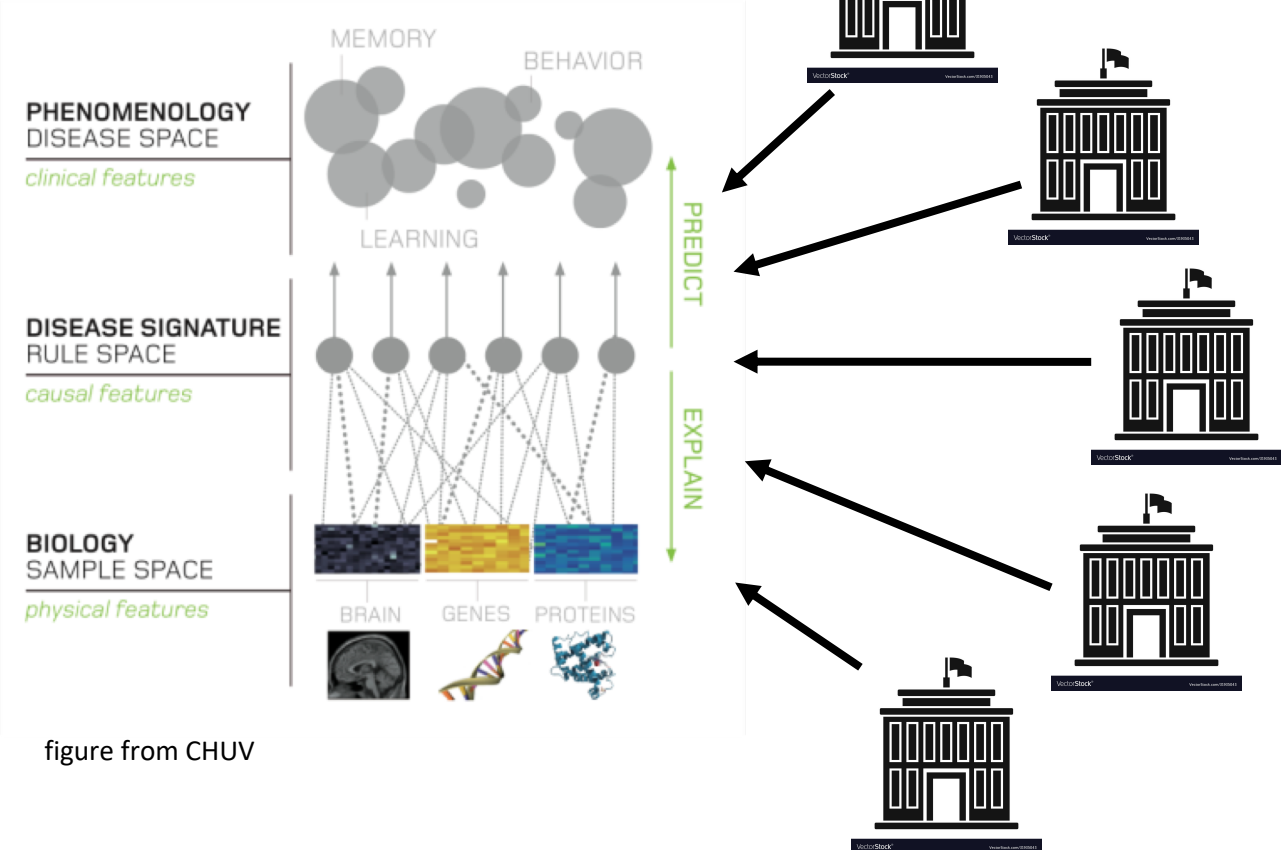 MEMORY
BEHAVIOR
PHENOMENOLOGY
DISEASE SPACE
clinical features
LEARNING
PREDICT
DISEASE SIGNATURE
RULE SPACE
causal features
EXPLAIN
BIOLOGY
SAMPLE SPACE
physical features
BRAIN
GENES
PROTEINS
figure from CHUV
VectorStock®
VectorStock®
VectorStock®
VectorStock®
VectorStock®